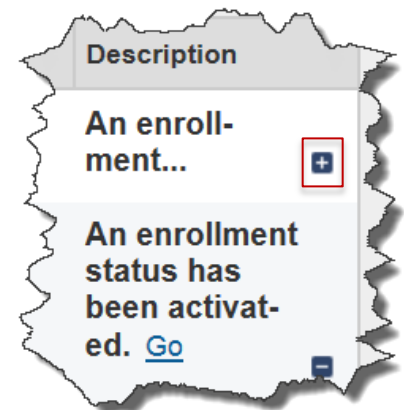 Description
An enroll-
ment...
An enrollment
status has
been activat-
ed. Go